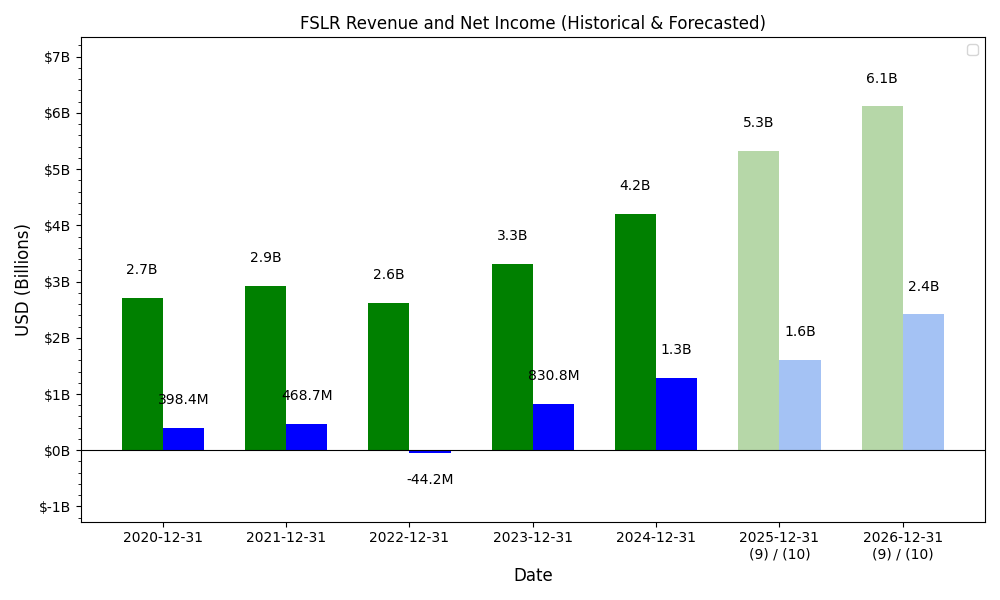 FSLR Revenue and Net Income (Historical & Forecasted)
USD (Billions)
$7B
$6B
$5B
$4B
$3B
$2B
$1B
$0B
$-1B
2.7B
398.4M
2.9B
468.7M
2.6B
-44.2M
3.3B
830.8M
4.2B
1.3B
5.3B
1.6B
6.1B
2.4B
2020-12-31
2021-12-31
2022-12-31
2023-12-31
2024-12-31
2025-12-31
(9) / (10)
2026-12-31
(9) / (10)
Date